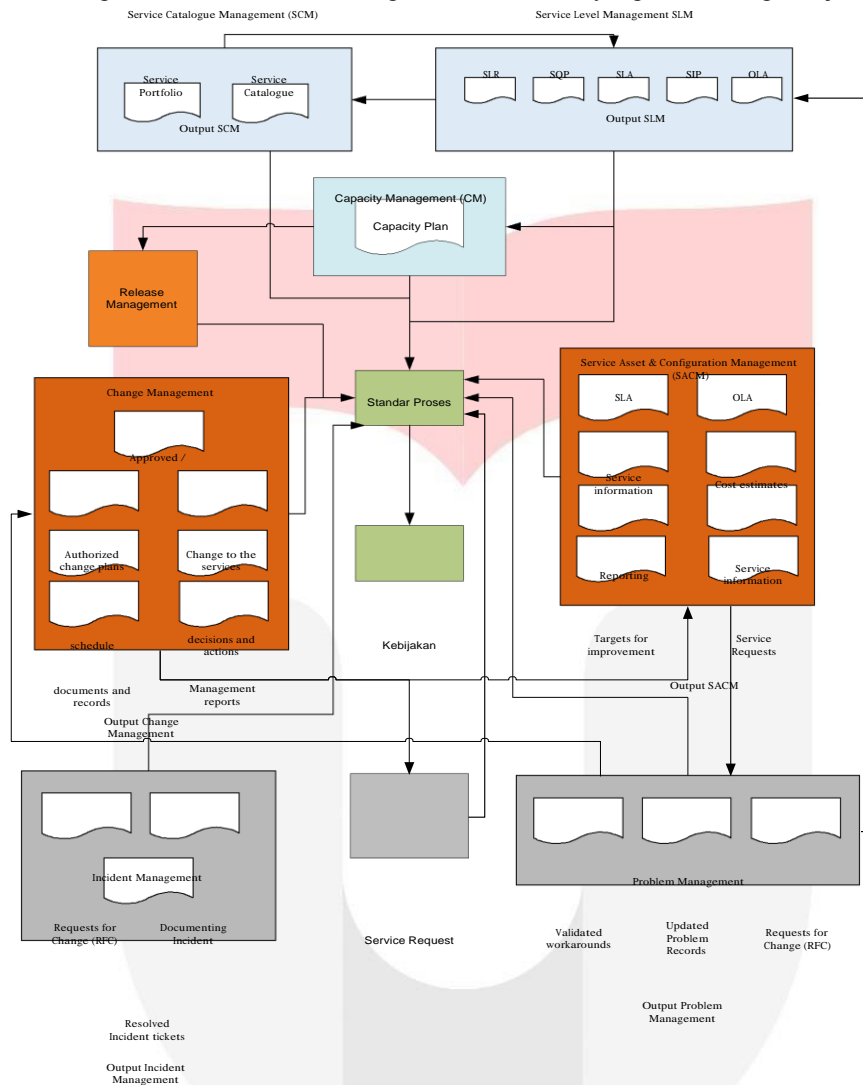 Service Catalogue Management (SCM)
Service Level Management SLM
Service
Portfolio
Service
Catalogue
Output SCM
SLR
SQP
SLA
SIP
OLA
Output SLM
Capacity Management (CM)
Capacity Plan
Release
Management
Standar Proses
Service Asset & Configuration Management
(SACM)
SLA
OLA
Service
information
Cost estimates
Reporting
Service
information
Change Management
Approved /
Authorized
change plans
Change to the
services
schedule
decisions and
actions
Kebijakan
Targets for
improvement
Service
Requests
Output SACM
documents and
records
Management
reports
Output Change
Management
Incident Management
Requests for
Change (RFC)
Documenting
Incident
Resolved
Incident tickets
Output Incident
Management
Service Request
Problem Management
Validated
workarounds
Updated
Problem
Records
Requests for
Change (RFC)
Output Problem
Management